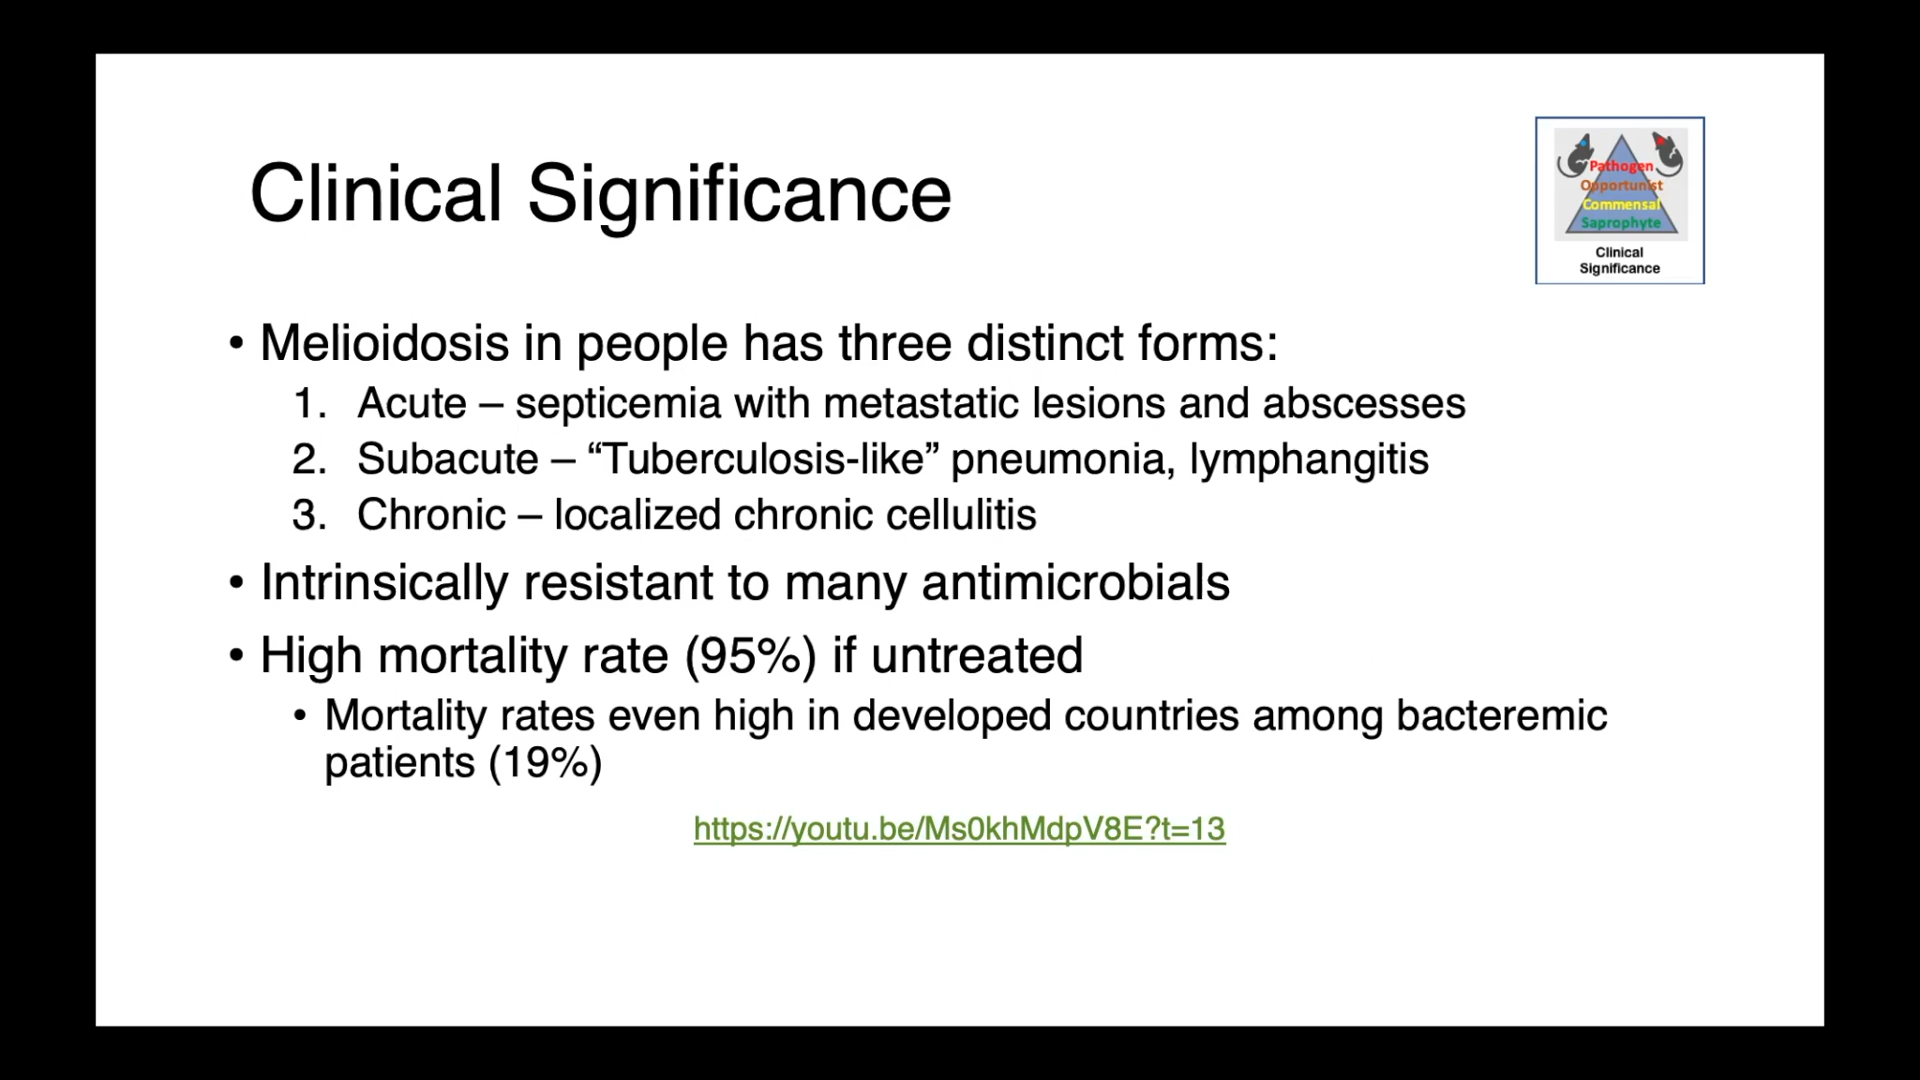 Clinical Significance
Pathogen
Opportunist
Commensal
Saprophyte
Clinical
Significance
• Melioidosis in people has three distinct forms:
1. Acute – septicemia with metastatic lesions and abscesses
2. Subacute – “Tuberculosis-like” pneumonia, lymphangitis
3. Chronic – localized chronic cellulitis
• Intrinsically resistant to many antimicrobials
• High mortality rate (95%) if untreated
• Mortality rates even high in developed countries among bacteremic
patients (19%)
https://youtu.be/Ms0khMdpV8E?t=13